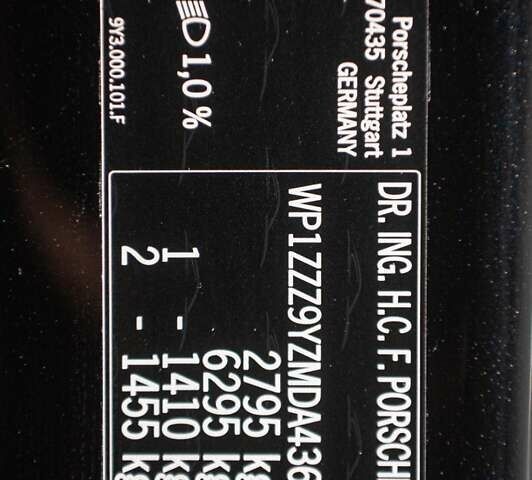 Porscheplatz 1
70435 Stuttgart
GERMANY
1,0 %
9Y3.000.101.F
DR. ING. H.C. F. PORSCH
WP1ZZZ9YZMDA436
2795 kg
6295 kg
1 - 1410 kg
2 - 1455 kg